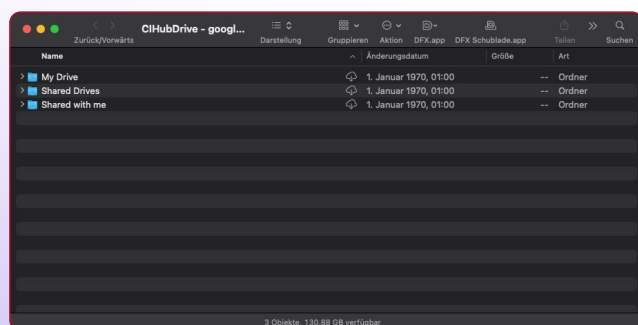 CIHubDrive - googl...
Zurück/Vorwärts Darstellung Gruppieren Aktion DFX.app DFX Schublade.app Teilen Suchen
Name Änderungsdatum Größe Art
My Drive 1. Januar 1970, 01:00 -- Ordner
Shared Drives 1. Januar 1970, 01:00 -- Ordner
Shared with me 1. Januar 1970, 01:00 -- Ordner
3 Objekte, 130,88 GB verfügbar